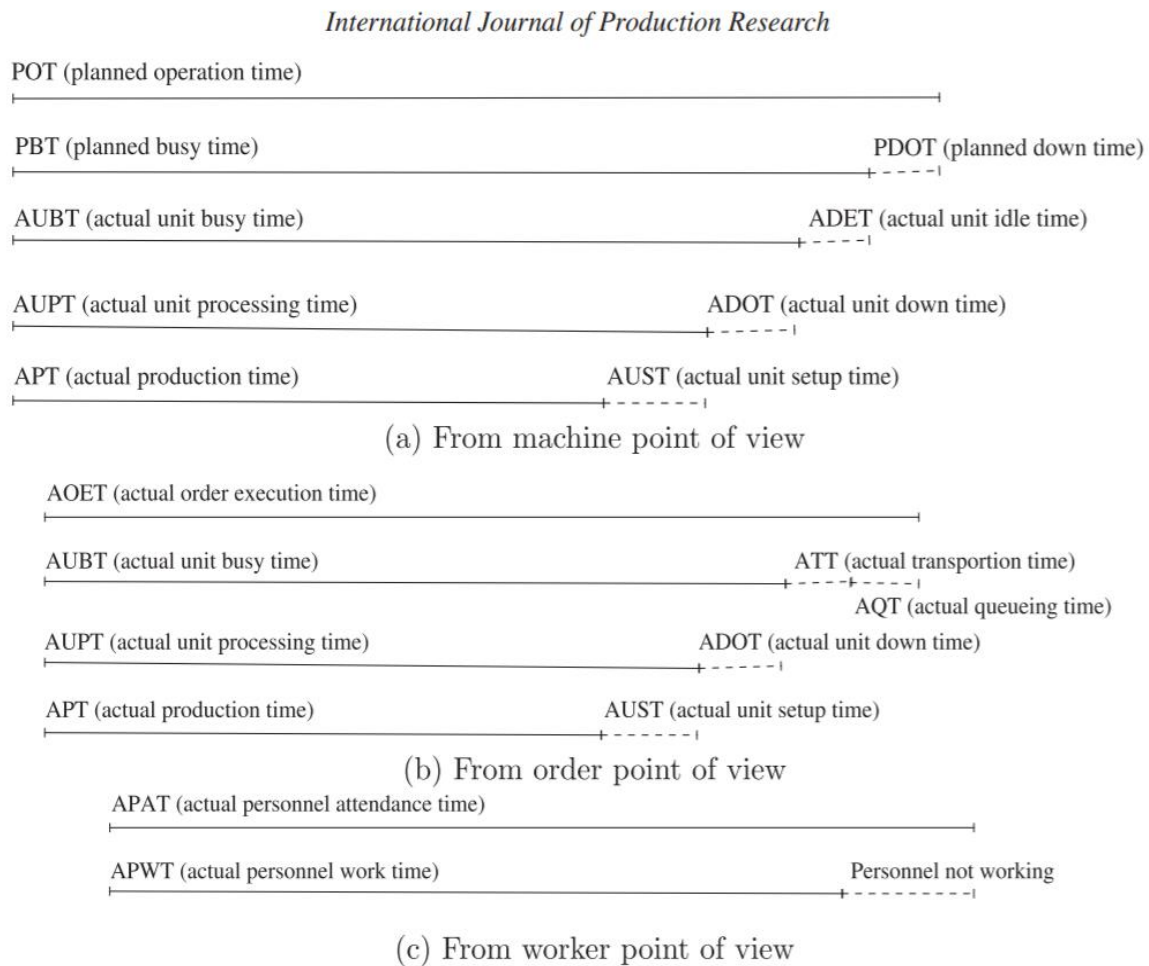 International Journal of Production Research
POT (planned operation time)
PBT (planned busy time) PDOT (planned down time)
AUBT (actual unit busy time) ADET (actual unit idle time)
AUPT (actual unit processing time) ADOT (actual unit down time)
APT (actual production time) AUST (actual unit setup time)
(a) From machine point of view
AOET (actual order execution time)
AUBT (actual unit busy time) ATT (actual transportion time)
AQT (actual queueing time)
AUPT (actual unit processing time) ADOT (actual unit down time)
APT (actual production time) AUST (actual unit setup time)
(b) From order point of view
APAT (actual personnel attendance time)
APWT (actual personnel work time) Personnel not working
(c) From worker point of view